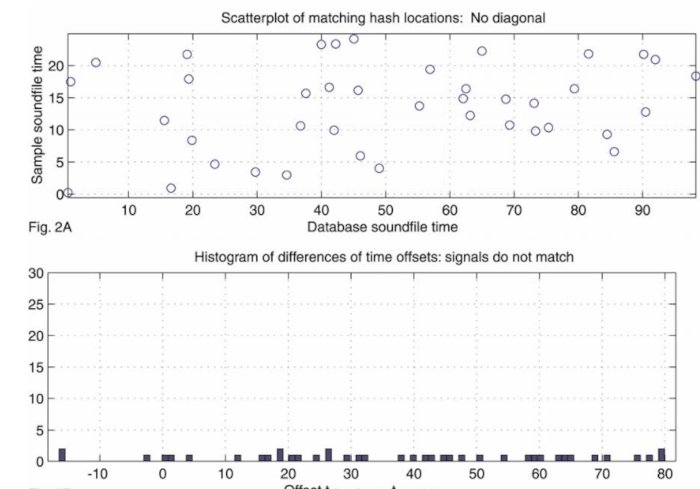 Scatterplot of matching hash locations: No diagonal
Sample soundfile time
20
15
10
5
0
10 20 30 40 50 60 70 80 90
Fig. 2A
Database soundfile time
Histogram of differences of time offsets: signals do not match
30
25
20
15
10
5
0
-10 0 10 20 30 40 50 60 70 80
Offset